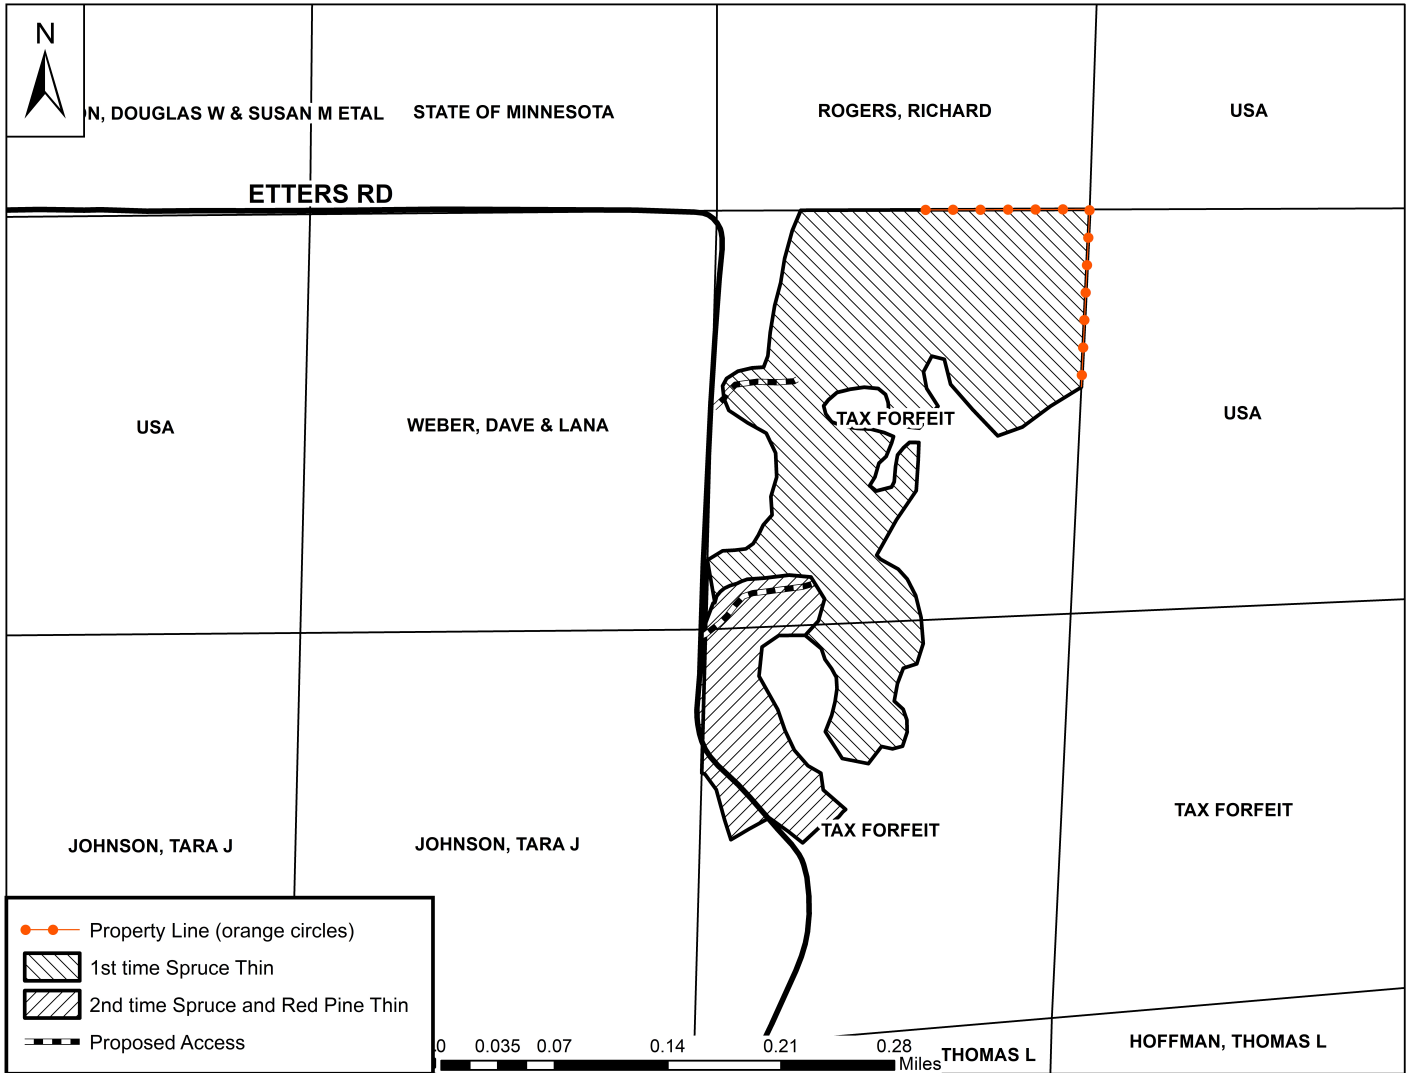 N
N, DOUGLAS W & SUSAN M ETAL
STATE OF MINNESOTA
ROGERS, RICHARD
USA
ETTERS RD
USA
WEBER, DAVE & LANA
TAX FORFEIT
USA
JOHNSON, TARA J
JOHNSON, TARA J
TAX FORFEIT
TAX FORFEIT
Property Line (orange circles)
1st time Spruce Thin
2nd time Spruce and Red Pine Thin
Proposed Access
0 0.035 0.07 0.14 0.21 0.28
Miles
THOMAS L
HOFFMAN, THOMAS L